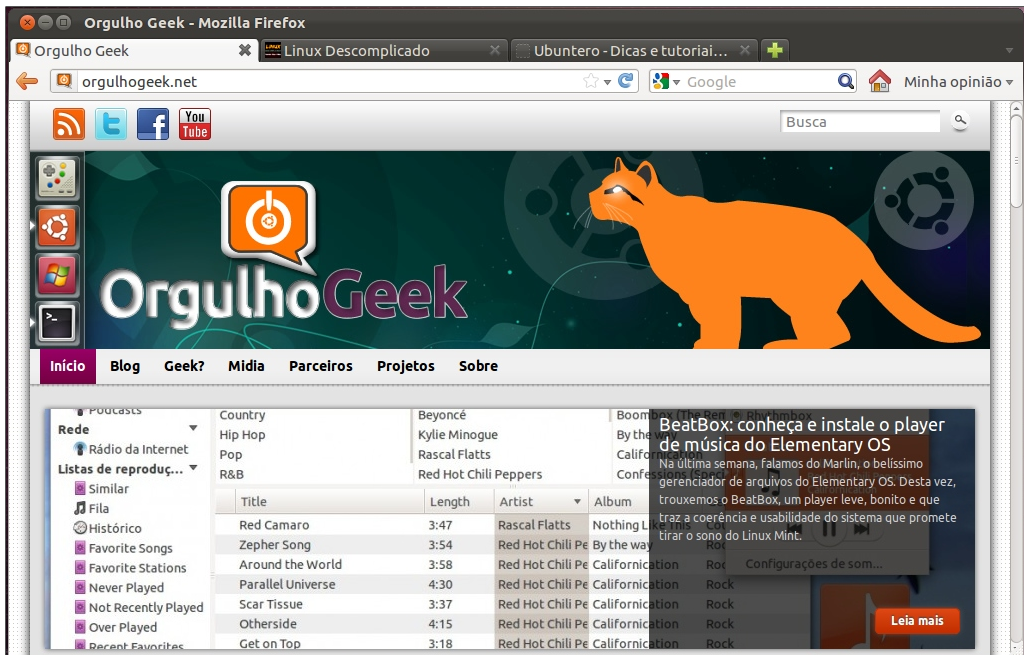 Orgulho Geek - Mozilla Firefox
Orgulho Geek
Linux Descomplicado
Ubuntero - Dicas e tutoriai...
orgulhogeek.net
Google
Minha opinião
You
Tube
Busca
OrgulhoGeek
Início Blog Geek? Midia Parceiros Projetos Sobre
Podcasts
Rede
Rádio da Internet
Listas de reproduç...
Similar
Fila
Histórico
Favorite Songs
Favorite Stations
Never Played
Not Recently Played
Over Played
Recent Favorites
Country Beyoncé
Hip Hop Kylie Minogue By the way
Pop Rascal Flatts
R&B Red Hot Chili Peppers
Title Length Artist Album
Red Camaro 3:47 Rascal Flatts Nothing Like This
Zepher Song 3:54 Red Hot Chili Pe By the way Roc
Around the World 3:58 Red Hot Chili Pe Californication Rock
Parallel Universe 4:30 Red Hot Chili Pe Californication Rock
Scar Tissue 3:37 Red Hot Chili Pe Californication Rock
Otherside 4:15 Red Hot Chili Pe Californication Rock
Get on Top 3:18 Red Hot Chili Pe Californication Rock
Rhythmbox
BeatBox: conheça e instale o player
de música do Elementary OS
Na última semana, falamos do Marlin, o belíssimo
gerenciador de arquivos do Elementary OS. Desta vez,
trouxemos o BeatBox, um player leve, bonito e que
traz a coerência e usabilidade do sistema que promete
tirar o sono do Linux Mint.
Configurações de som...
Leia mais